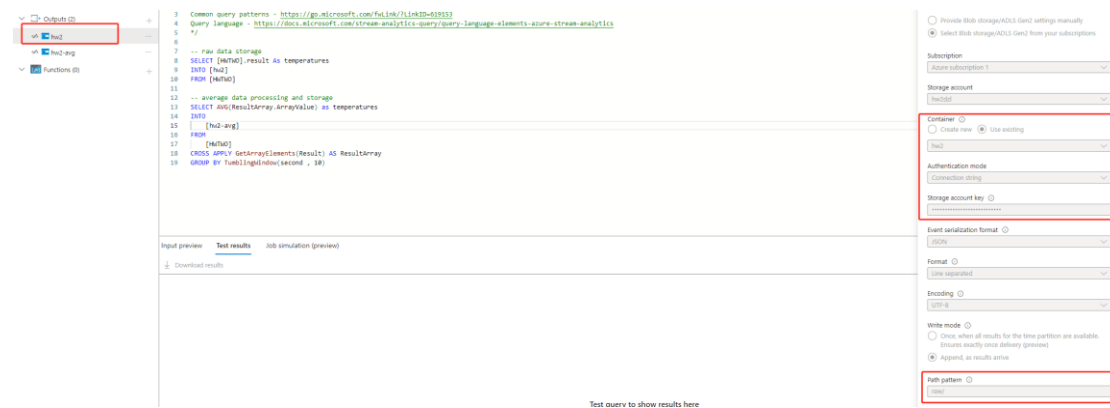 Outputs (2)
hw2
hw2-avg
Functions (0)
3 Common query patterns - https://go.microsoft.com/fwLink/?LinkID=619153
4 Query language - https://docs.microsoft.com/stream-analytics-query/query-language-elements-azure-stream-analytics
5 */
6
7 -- raw data storage
8 SELECT [HWTWO].result As temperatures
9 INTO [hw2]
10 FROM [HWTWO]
11
12 -- average data processing and storage
13 SELECT AVG(ResultArray.ArrayValue) as temperatures
14 INTO
15 [hw2-avg]
16 FROM
17 [HWTWO]
18 CROSS APPLY GetArrayElements(Result) AS ResultArray
19 GROUP BY TumblingWindow(second , 10)
Input preview Test results Job simulation (preview)
Download results
Test query to show results here
Provide Blob storage/ADLS Gen2 settings manually
Select Blob storage/ADLS Gen2 from your subscriptions
Subscription
Azure subscription 1
Storage account
hw2dd
Container
Create new Use existing
hw2
Authentication mode
Connection string
Storage account key
Event serialization format
JSON
Format
Line separated
Encoding
UTF-8
Write mode
Once, when all results for the time partition are available.
Ensures exactly once delivery (preview)
Append, as results arrive
Path pattern
raw/